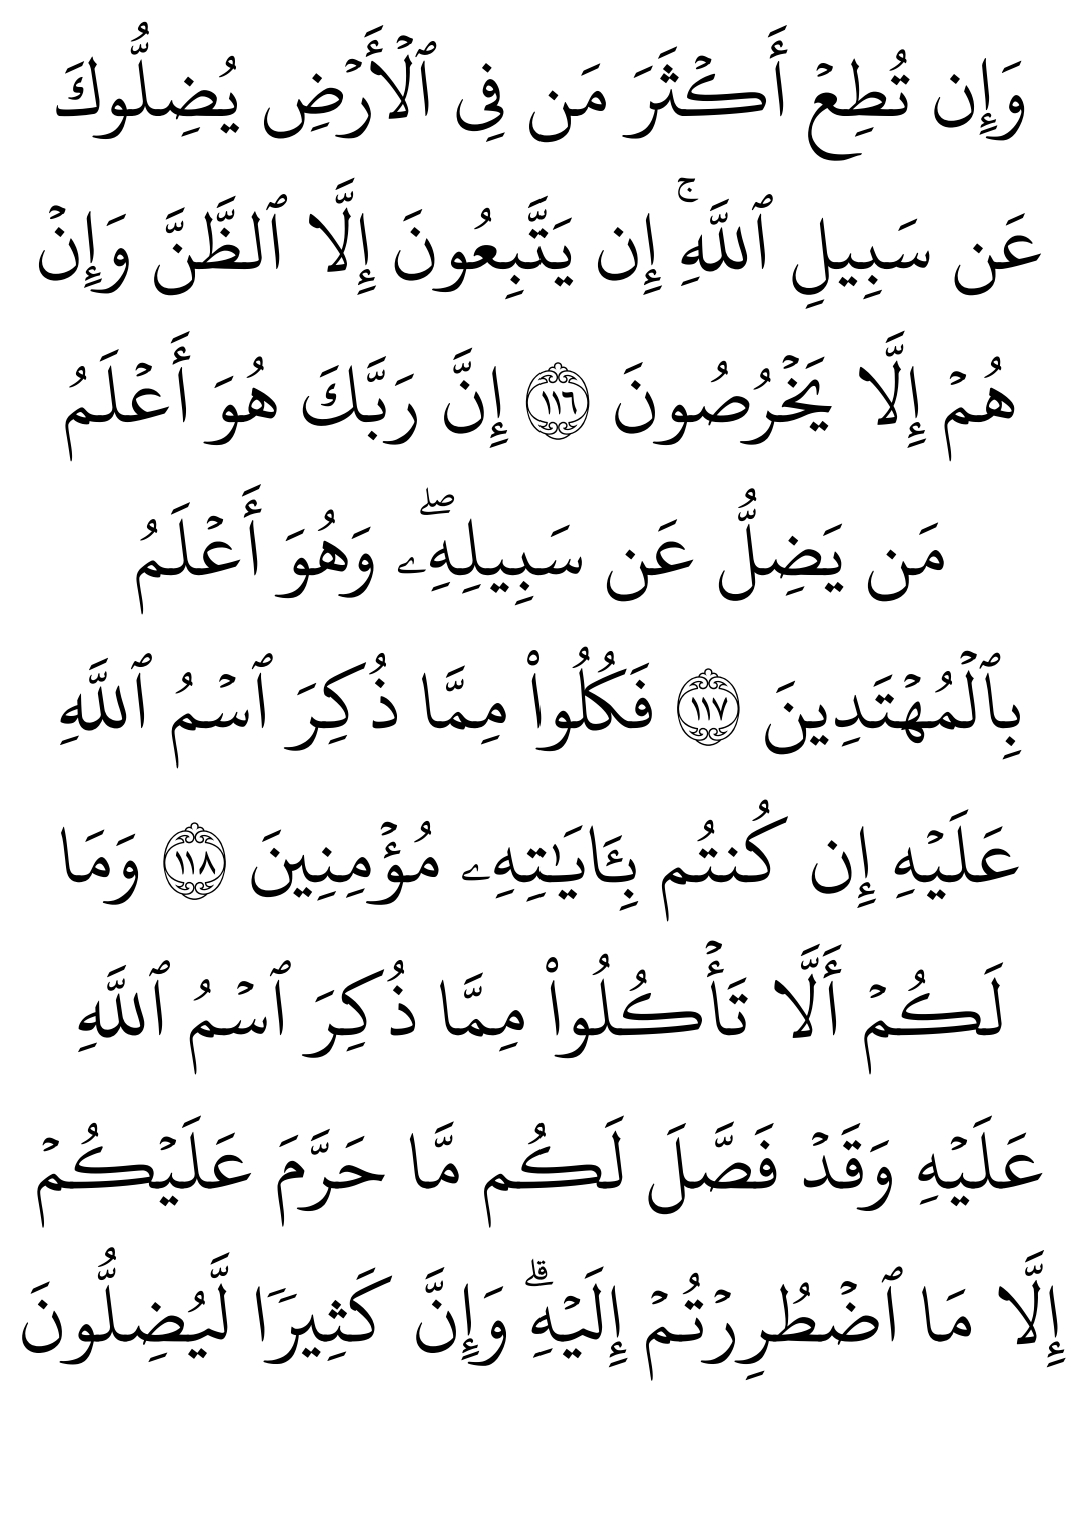 وَإِن تُطِعۡ أَكۡثَرَ مَن فِي ٱلۡأَرۡضِ يُضِلُّوكَ
عَن سَبِيلِ ٱللَّهِۚ إِن يَتَّبِعُونَ إِلَّا ٱلظَّنَّ وَإِنۡ
هُمۡ إِلَّا يَخۡرُصُونَ ١١٦ إِنَّ رَبَّكَ هُوَ أَعۡلَمُ
مَن يَضِلُّ عَن سَبِيلِهِۦۖ وَهُوَ أَعۡلَمُ
بِٱلۡمُهۡتَدِينَ ١١٧ فَكُلُواْ مِمَّا ذُكِرَ ٱسۡمُ ٱللَّهِ
عَلَيۡهِ إِن كُنتُم بِـَٔايَٰتِهِۦ مُؤۡمِنِينَ ١١٨ وَمَا
لَكُمۡ أَلَّا تَأۡكُلُواْ مِمَّا ذُكِرَ ٱسۡمُ ٱللَّهِ
عَلَيۡهِ وَقَدۡ فَصَّلَ لَكُم مَّا حَرَّمَ عَلَيۡكُمۡ
إِلَّا مَا ٱضۡطُرِرۡتُمۡ إِلَيۡهِۗ وَإِنَّ كَثِيرٗا لَّيُضِلُّونَ